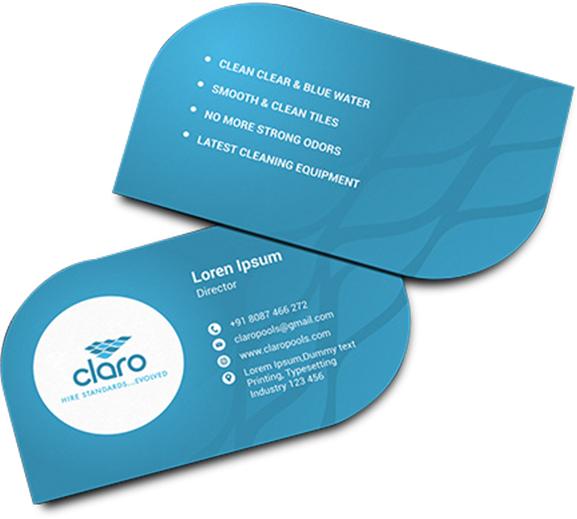 CLEAN CLEAR & BLUE WATER
SMOOTH & CLEAN TILES
NO MORE STRONG ODORS
LATEST CLEANING EQUIPMENT
Loren Ipsum
Director
+91 8087 466 272
claropools@gmail.com
www.claropools.com
Lorem Ipsum,Dummy text
Printing, Typesetting
Industry 123 456
claro
HIRE STANDARDS...EVOLVED